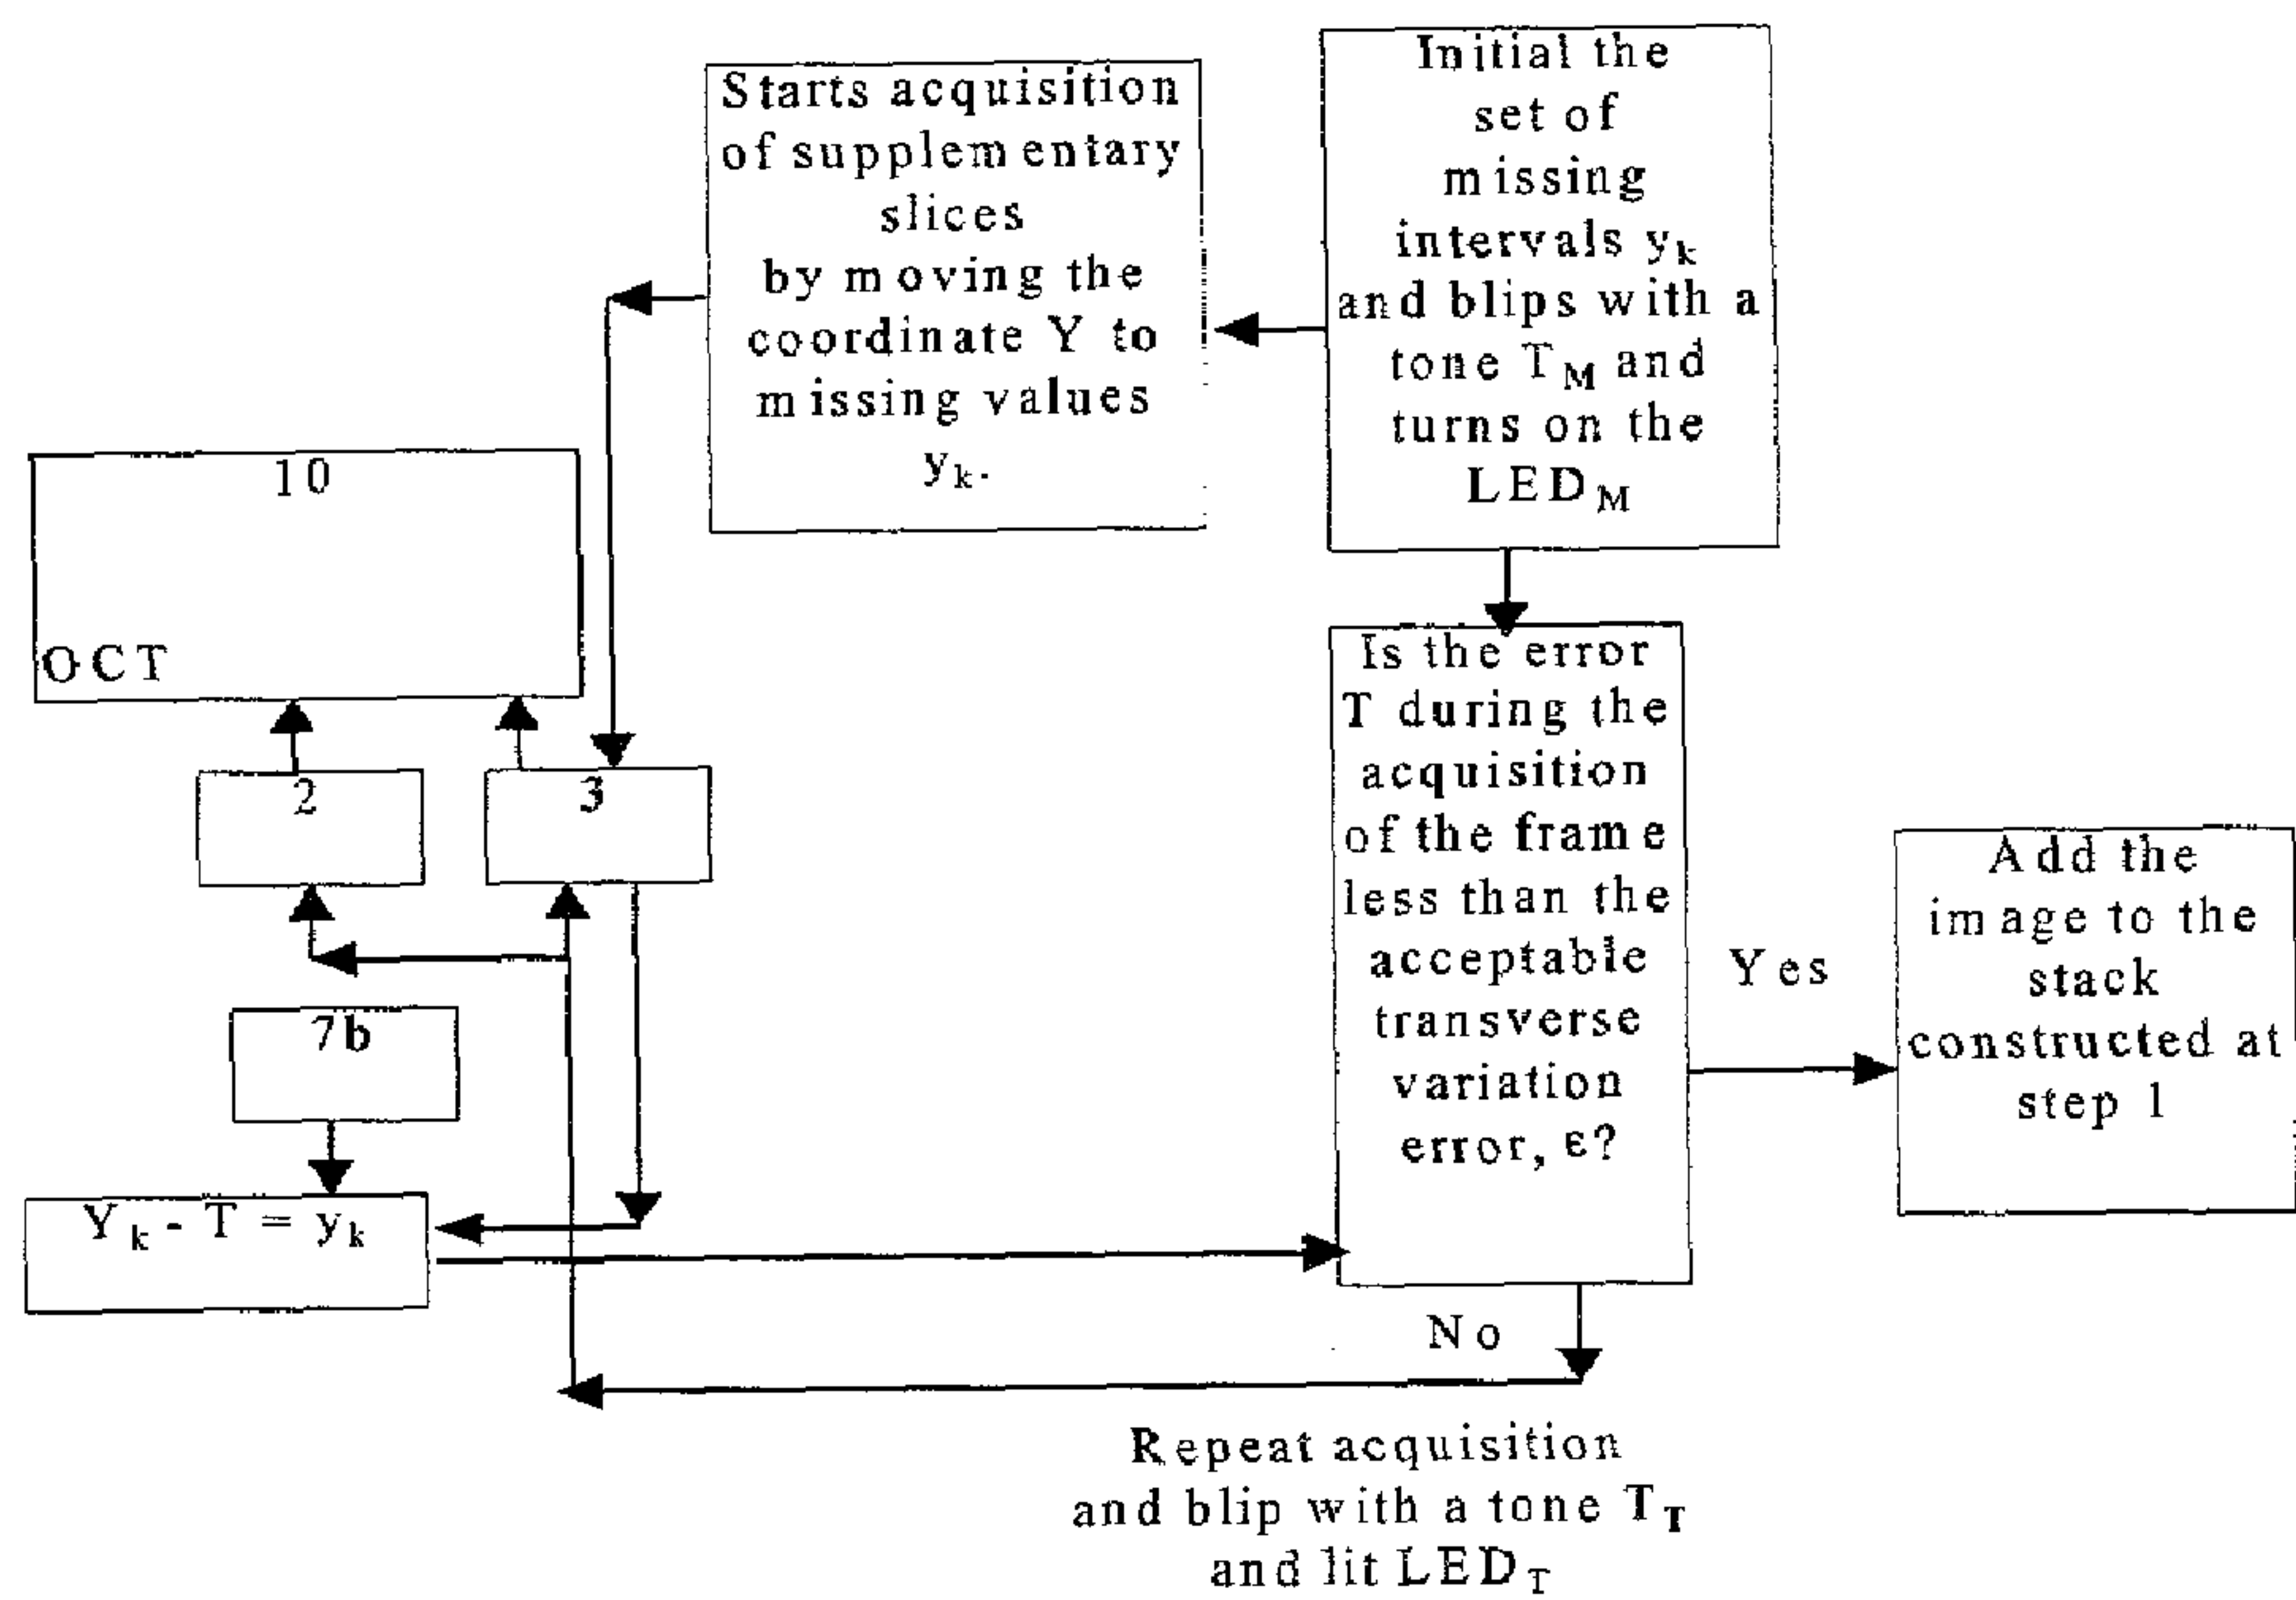 Starts acquisition
of supplementary
slices
by moving the
coordinate Y to
missing values
yk.
Initial the
set of
missing
intervals yk
and blips with a
tone TM and
turns on the
LEDM
10
OCT
2
3
7b
Yk - T = yk
Is the error
T during the
acquisition
of the frame
less than the
acceptable
transverse
variation
error, ε?
Yes
Add the
image to the
stack
constructed at
step 1
No
Repeat acquisition
and blip with a tone TT
and lit LEDT